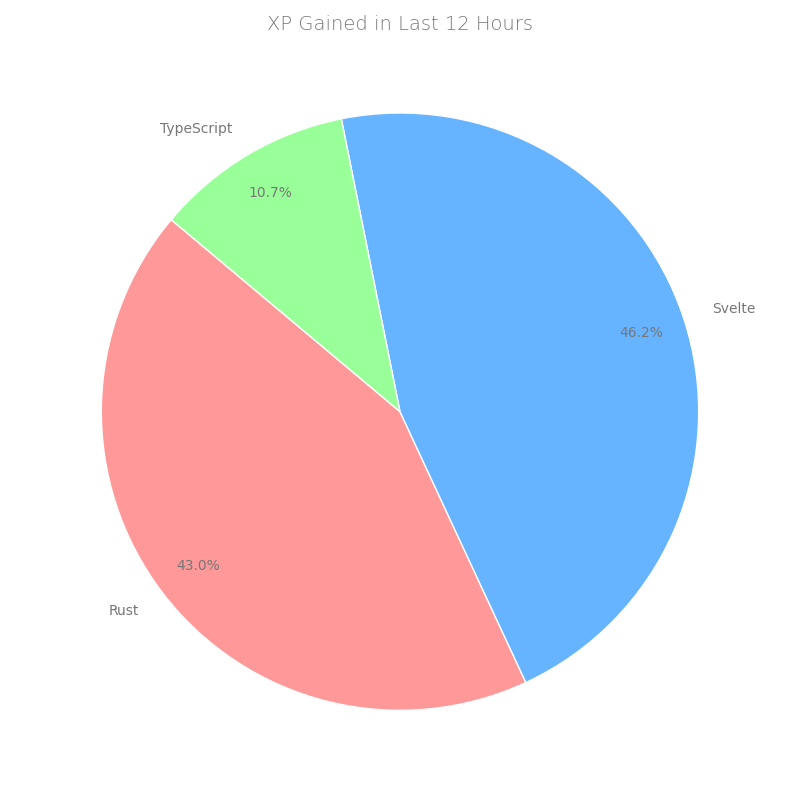 XP Gained in Last 12 Hours
TypeScript
10.7%
Svelte
46.2%
43.0%
Rust